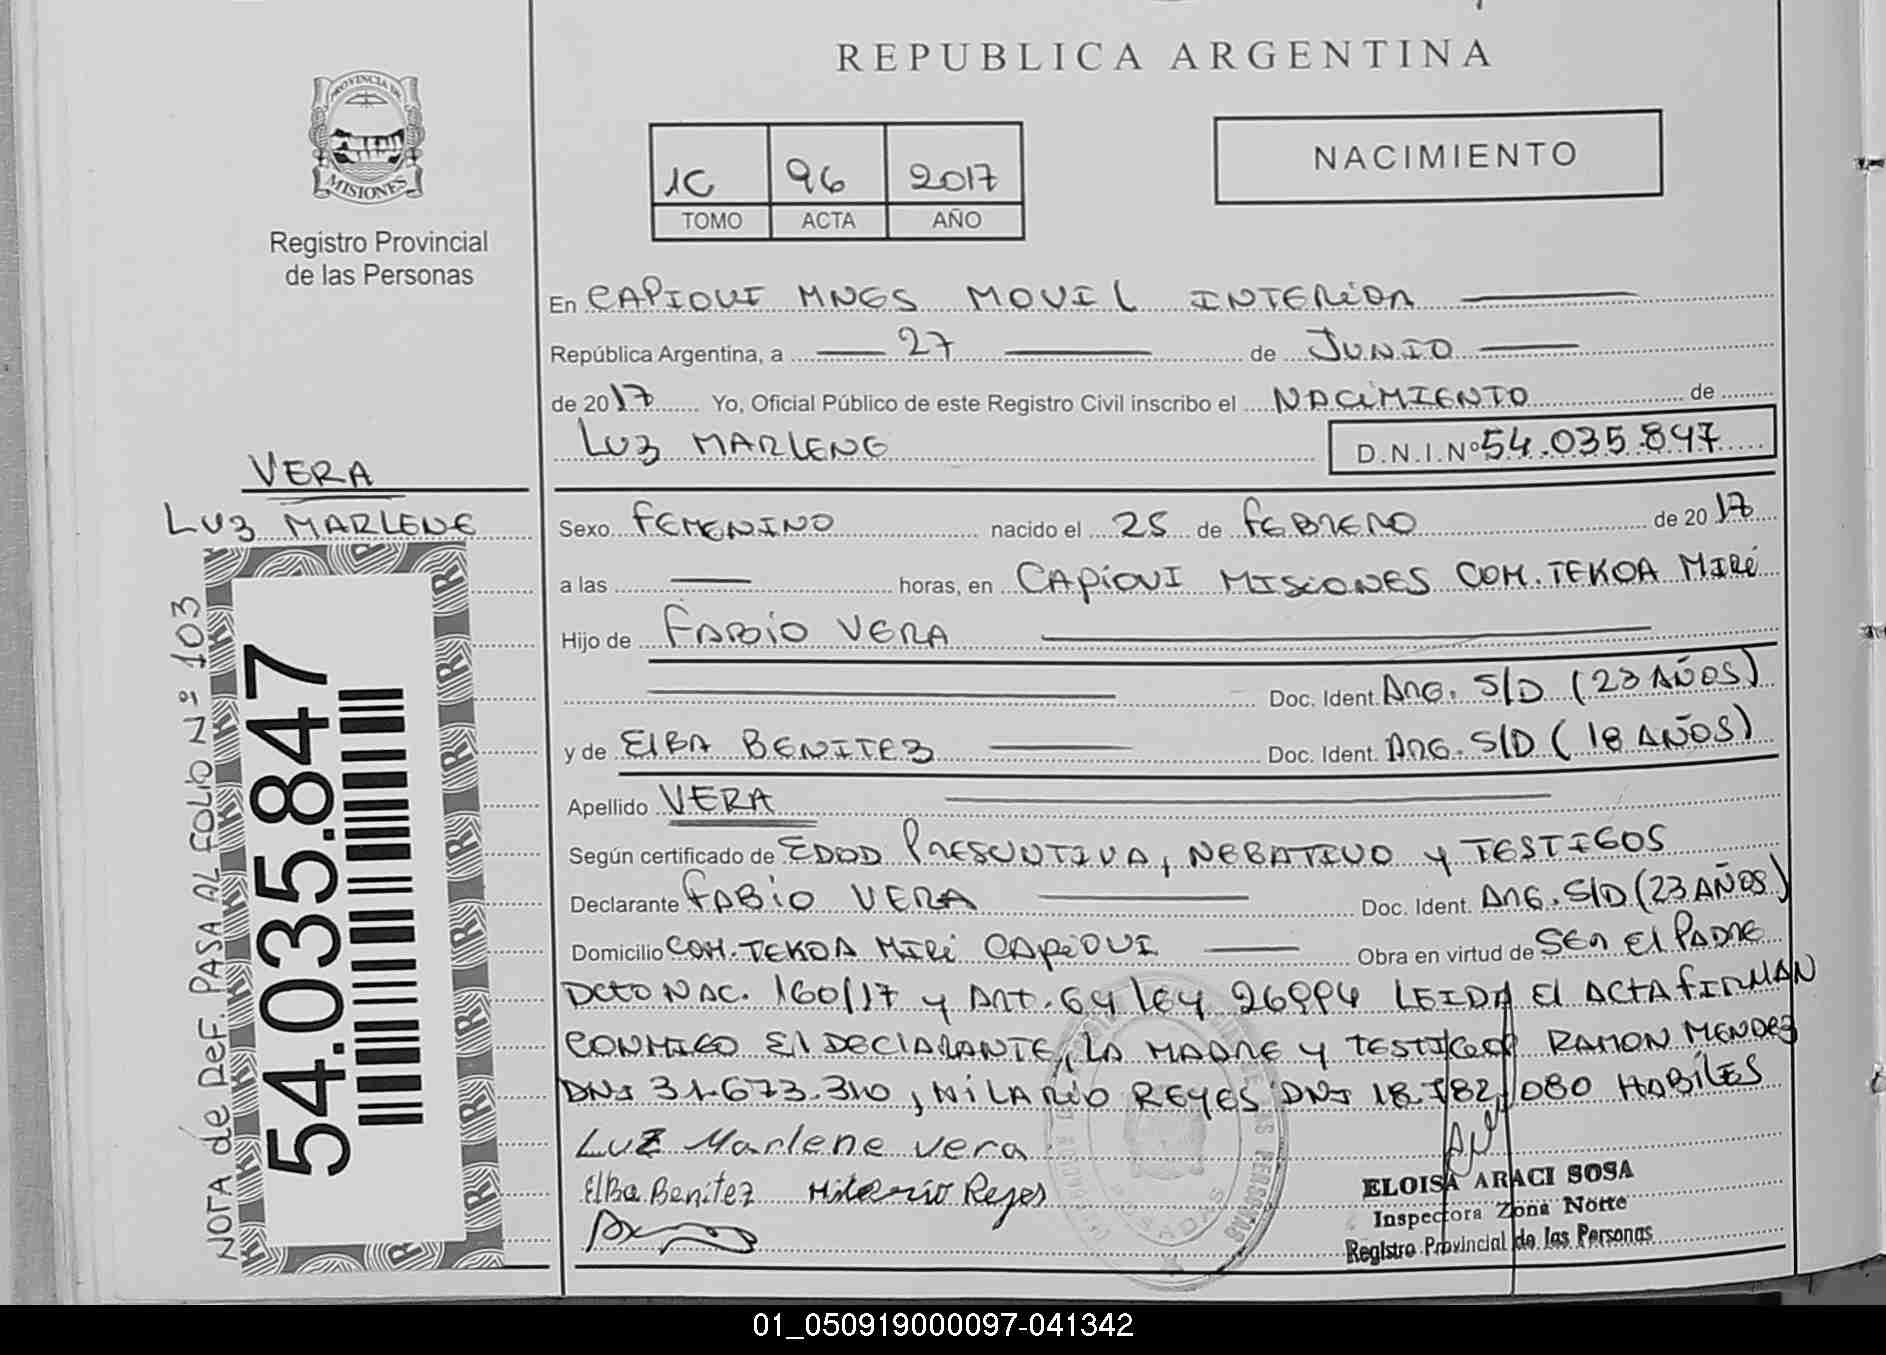 REPUBLICA ARGENTINA
PROVINCIA DE
MISIONES
Registro Provincial
de las Personas
1C 96 2017
TOMO ACTA AÑO
NACIMIENTO
En CAPIOVI MNES MOVIL INTERIOR
República Argentina, a 27 de JUNIO
de 2017 Yo, Oficial Público de este Registro Civil inscribo el NACIMIENTO de
LUZ MARLENE D.N.I.Nº 54.035.847
VERA
LUZ MARLENE
NOTA de REF. PASA AL FOLIO Nº 103
54.035.847
Sexo FEMENINO nacido el 25 de FEBRERO de 2017
a las horas, en CAPIOVI MISIONES COM. TEKOA MIRÍ
Hijo de FABIO VERA
Doc. Ident. ARG. S/D (23 AÑOS)
y de ElBA BENITEZ Doc. Ident. ARG. S/D (18 AÑOS)
Apellido VERA
Según certificado de EDAD PRESUNTIVA, NEGATIVO y TESTIGOS
Declarante FABIO VERA Doc. Ident. ARG. S/D (23 AÑOS)
Domicilio COM. TEKOA MIRÍ CAPIOVI Obra en virtud de SER El PADRE
DCTO NAC. 160/17 y ART. 64 lEy 26994 LEIDA El ACTA FIRMAN
CONMIGO El DECLARANTE, LA MADRE y TESTIGOS RAMON MENDEZ
DNI 31.673.310, HILARIO REYES DNI 18.782.080 HABILES
LUZ Marlene vera
ElBa Benitez Hilario Reyes
ELOISA ARACI SOSA
Inspectora Zona Norte
Registro Provincial de las Personas
01_050919000097-041342